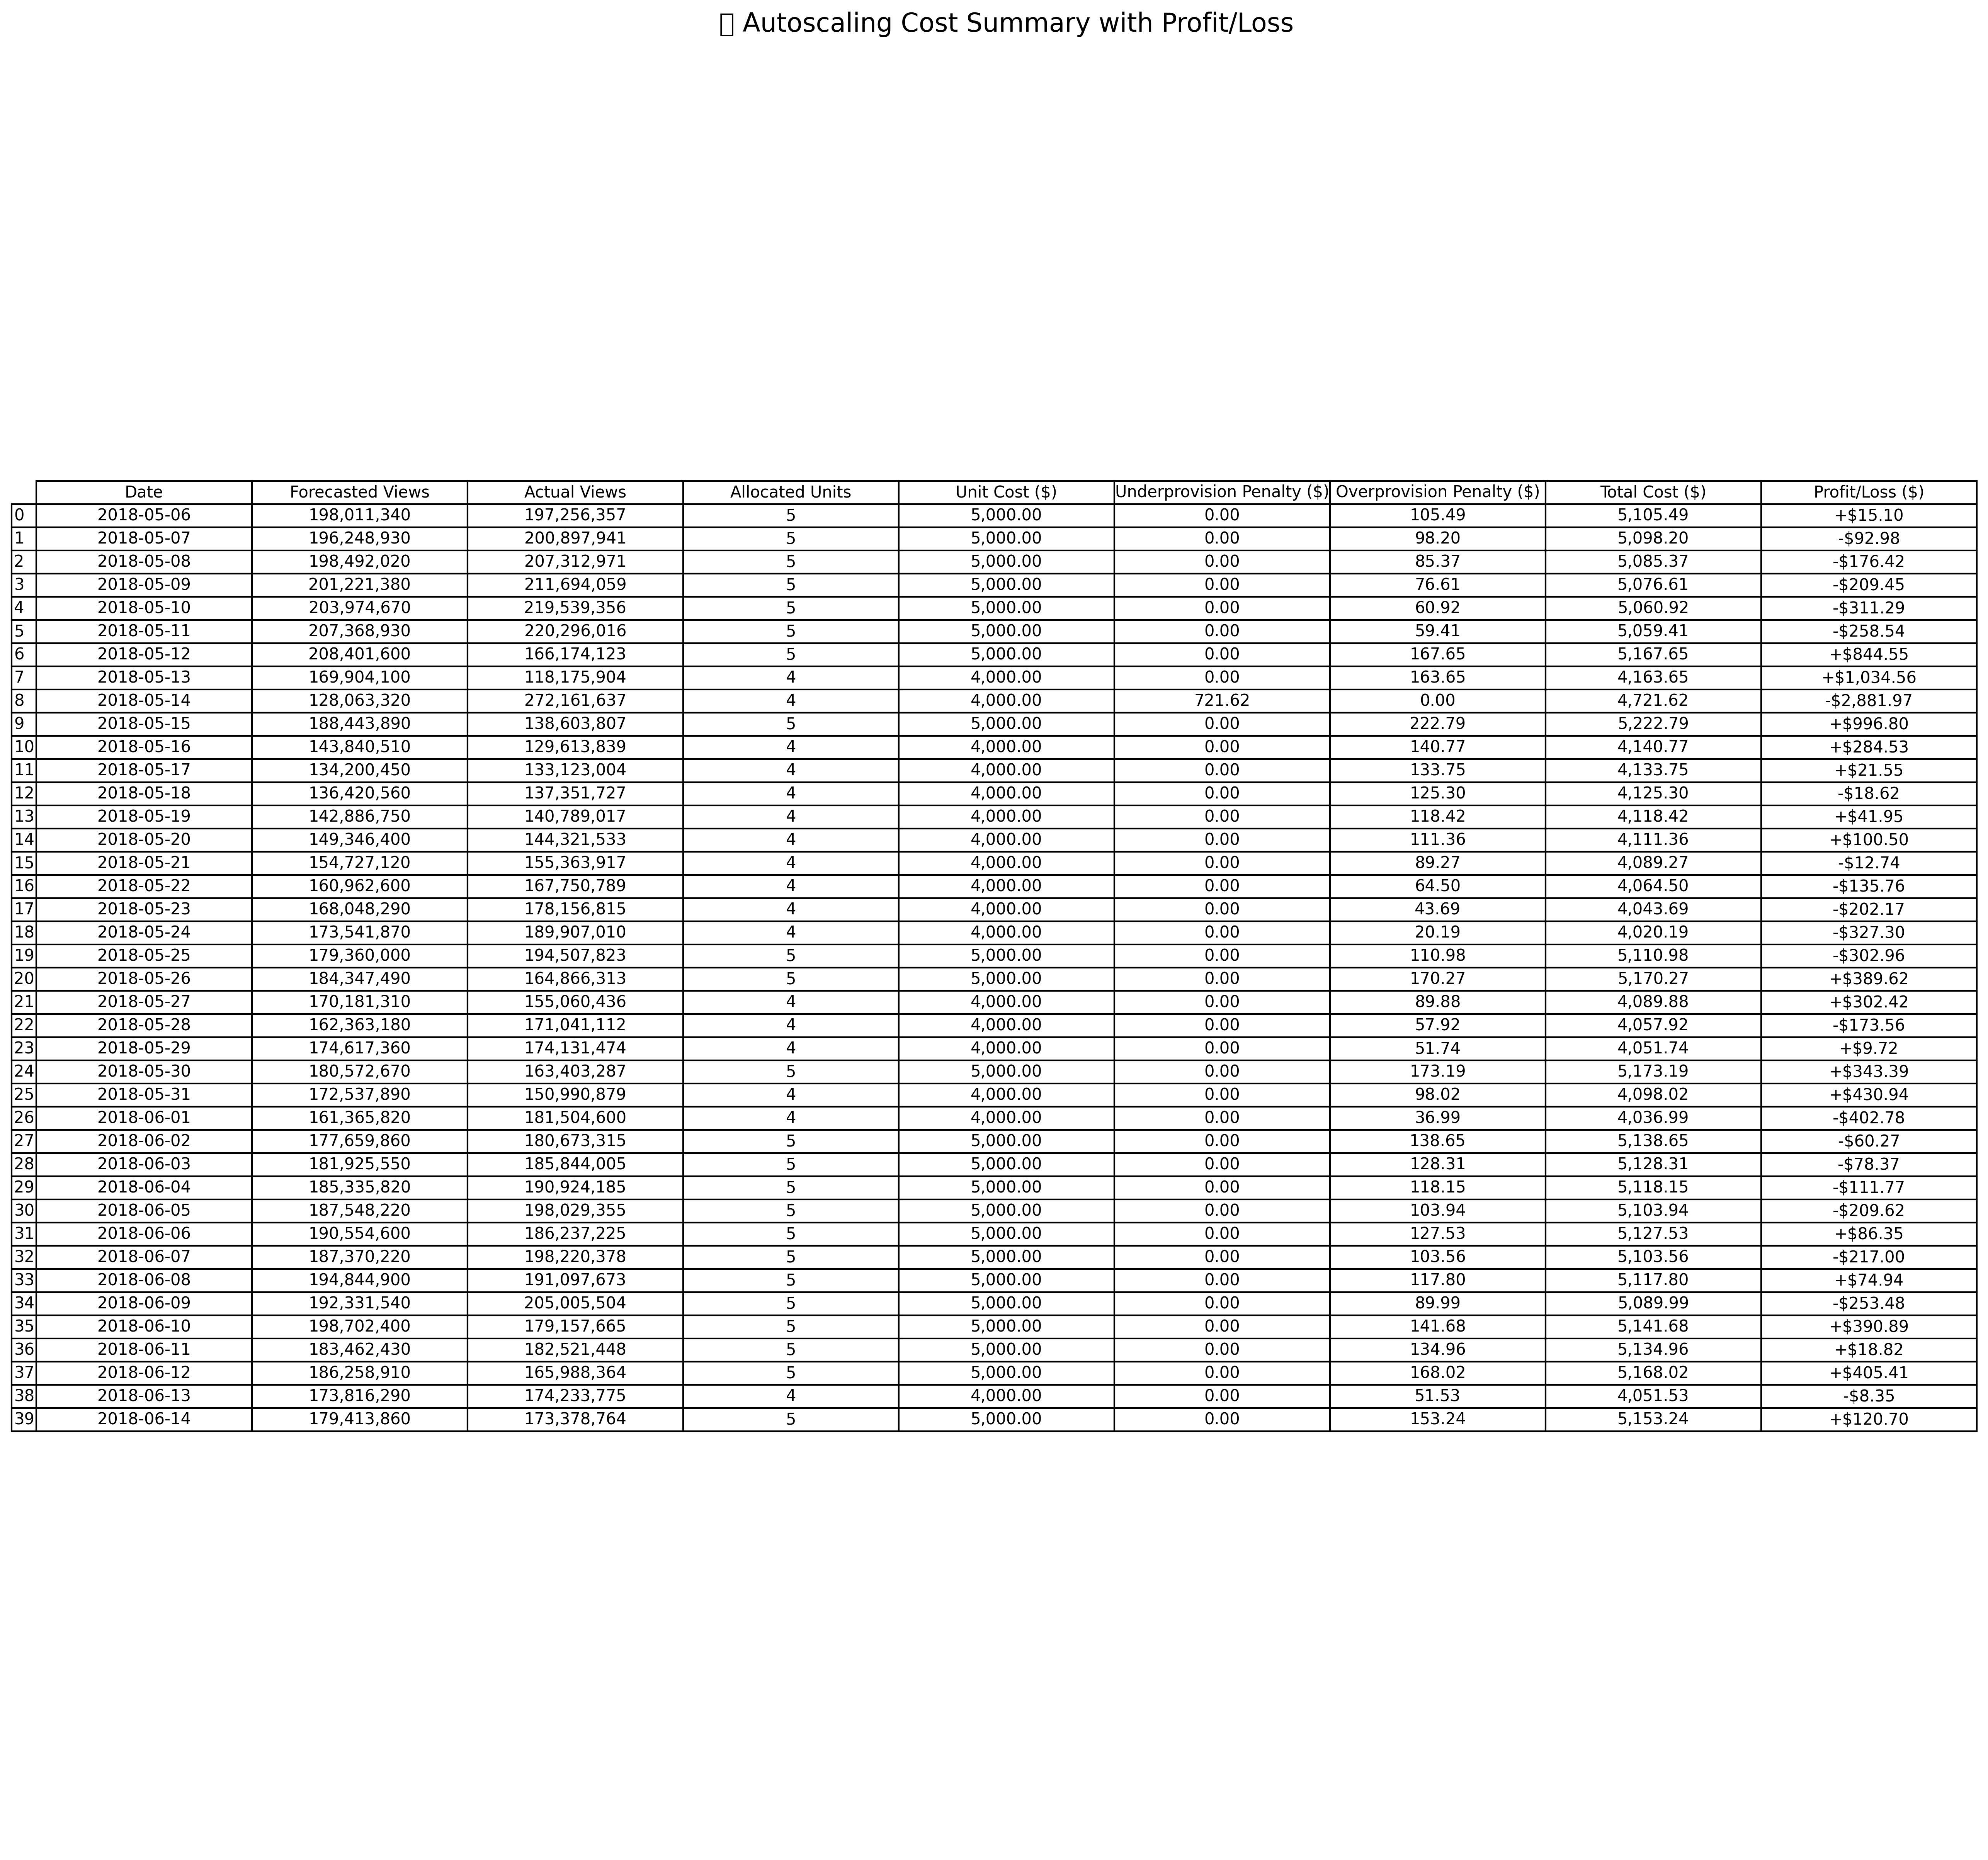 Autoscaling Cost Summary with Profit/Loss
Date Forecasted Views Actual Views Allocated Units Unit Cost ($) Underprovision Penalty ($) Overprovision Penalty ($) Total Cost ($) Profit/Loss ($)
0 2018-05-06 198,011,340 197,256,357 5 5,000.00 0.00 105.49 5,105.49 +$15.10
1 2018-05-07 196,248,930 200,897,941 5 5,000.00 0.00 98.20 5,098.20 -$92.98
2 2018-05-08 198,492,020 207,312,971 5 5,000.00 0.00 85.37 5,085.37 -$176.42
3 2018-05-09 201,221,380 211,694,059 5 5,000.00 0.00 76.61 5,076.61 -$209.45
4 2018-05-10 203,974,670 219,539,356 5 5,000.00 0.00 60.92 5,060.92 -$311.29
5 2018-05-11 207,368,930 220,296,016 5 5,000.00 0.00 59.41 5,059.41 -$258.54
6 2018-05-12 208,401,600 166,174,123 5 5,000.00 0.00 167.65 5,167.65 +$844.55
7 2018-05-13 169,904,100 118,175,904 4 4,000.00 0.00 163.65 4,163.65 +$1,034.56
8 2018-05-14 128,063,320 272,161,637 4 4,000.00 721.62 0.00 4,721.62 -$2,881.97
9 2018-05-15 188,443,890 138,603,807 5 5,000.00 0.00 222.79 5,222.79 +$996.80
10 2018-05-16 143,840,510 129,613,839 4 4,000.00 0.00 140.77 4,140.77 +$284.53
11 2018-05-17 134,200,450 133,123,004 4 4,000.00 0.00 133.75 4,133.75 +$21.55
12 2018-05-18 136,420,560 137,351,727 4 4,000.00 0.00 125.30 4,125.30 -$18.62
13 2018-05-19 142,886,750 140,789,017 4 4,000.00 0.00 118.42 4,118.42 +$41.95
14 2018-05-20 149,346,400 144,321,533 4 4,000.00 0.00 111.36 4,111.36 +$100.50
15 2018-05-21 154,727,120 155,363,917 4 4,000.00 0.00 89.27 4,089.27 -$12.74
16 2018-05-22 160,962,600 167,750,789 4 4,000.00 0.00 64.50 4,064.50 -$135.76
17 2018-05-23 168,048,290 178,156,815 4 4,000.00 0.00 43.69 4,043.69 -$202.17
18 2018-05-24 173,541,870 189,907,010 4 4,000.00 0.00 20.19 4,020.19 -$327.30
19 2018-05-25 179,360,000 194,507,823 5 5,000.00 0.00 110.98 5,110.98 -$302.96
20 2018-05-26 184,347,490 164,866,313 5 5,000.00 0.00 170.27 5,170.27 +$389.62
21 2018-05-27 170,181,310 155,060,436 4 4,000.00 0.00 89.88 4,089.88 +$302.42
22 2018-05-28 162,363,180 171,041,112 4 4,000.00 0.00 57.92 4,057.92 -$173.56
23 2018-05-29 174,617,360 174,131,474 4 4,000.00 0.00 51.74 4,051.74 +$9.72
24 2018-05-30 180,572,670 163,403,287 5 5,000.00 0.00 173.19 5,173.19 +$343.39
25 2018-05-31 172,537,890 150,990,879 4 4,000.00 0.00 98.02 4,098.02 +$430.94
26 2018-06-01 161,365,820 181,504,600 4 4,000.00 0.00 36.99 4,036.99 -$402.78
27 2018-06-02 177,659,860 180,673,315 5 5,000.00 0.00 138.65 5,138.65 -$60.27
28 2018-06-03 181,925,550 185,844,005 5 5,000.00 0.00 128.31 5,128.31 -$78.37
29 2018-06-04 185,335,820 190,924,185 5 5,000.00 0.00 118.15 5,118.15 -$111.77
30 2018-06-05 187,548,220 198,029,355 5 5,000.00 0.00 103.94 5,103.94 -$209.62
31 2018-06-06 190,554,600 186,237,225 5 5,000.00 0.00 127.53 5,127.53 +$86.35
32 2018-06-07 187,370,220 198,220,378 5 5,000.00 0.00 103.56 5,103.56 -$217.00
33 2018-06-08 194,844,900 191,097,673 5 5,000.00 0.00 117.80 5,117.80 +$74.94
34 2018-06-09 192,331,540 205,005,504 5 5,000.00 0.00 89.99 5,089.99 -$253.48
35 2018-06-10 198,702,400 179,157,665 5 5,000.00 0.00 141.68 5,141.68 +$390.89
36 2018-06-11 183,462,430 182,521,448 5 5,000.00 0.00 134.96 5,134.96 +$18.82
37 2018-06-12 186,258,910 165,988,364 5 5,000.00 0.00 168.02 5,168.02 +$405.41
38 2018-06-13 173,816,290 174,233,775 4 4,000.00 0.00 51.53 4,051.53 -$8.35
39 2018-06-14 179,413,860 173,378,764 5 5,000.00 0.00 153.24 5,153.24 +$120.70